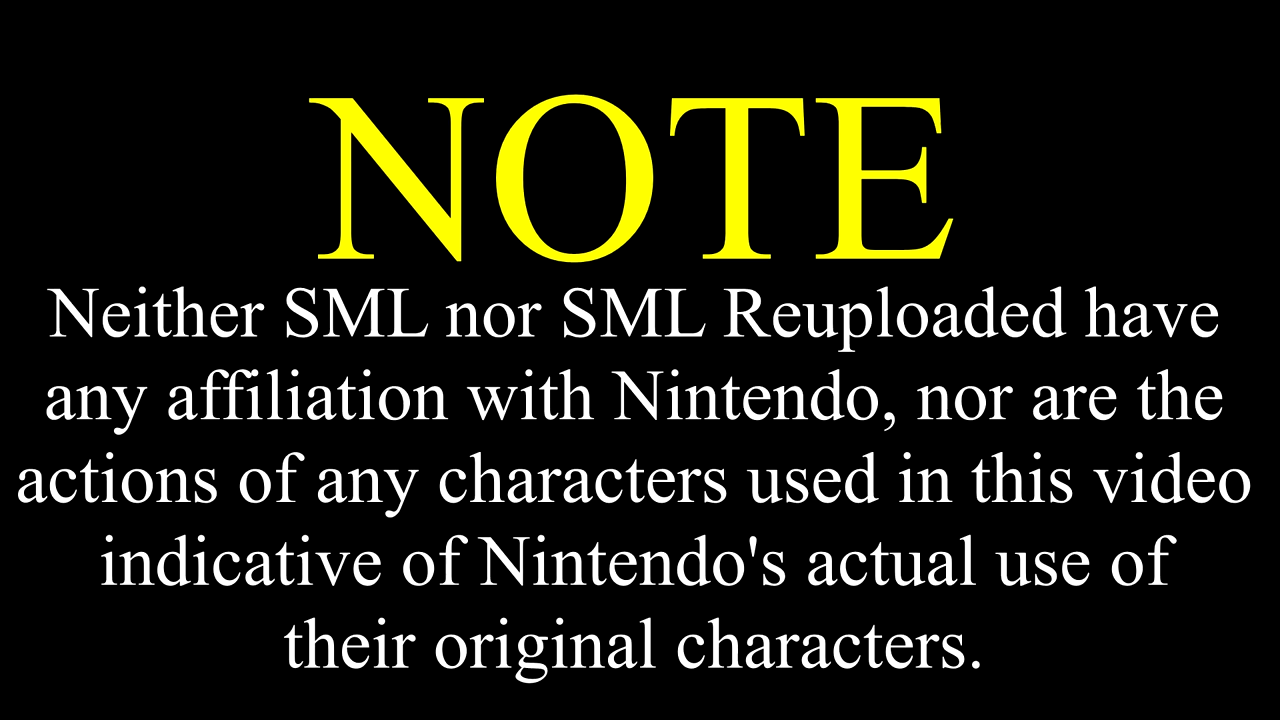 NOTE
Neither SML nor SML Reuploaded have
any affiliation with Nintendo, nor are the
actions of any characters used in this video
indicative of Nintendo's actual use of
their original characters.